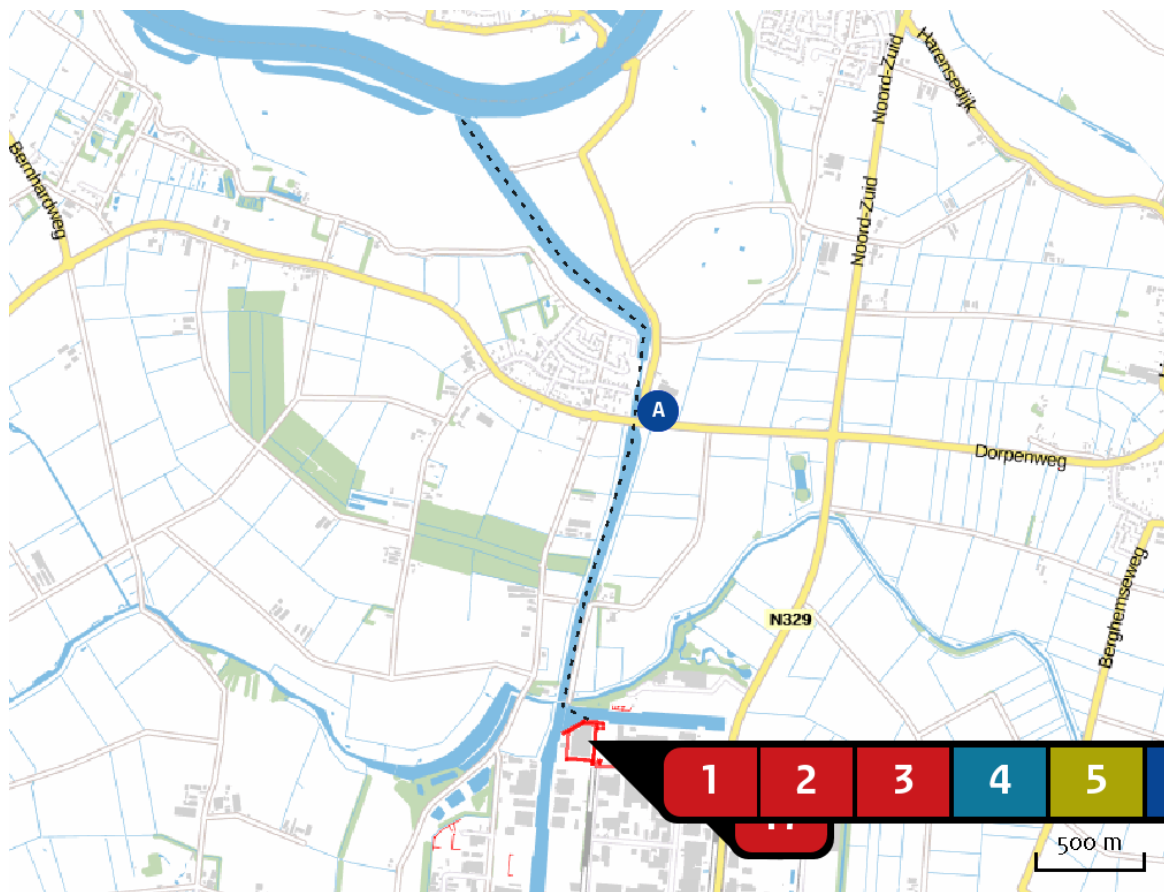 Noord-Zuid
Harensedijk
Bernhardweg
Noord-Zuid
A
Dorpenweg
N329
Berghemseweg
1 2 3 4 5
500 m